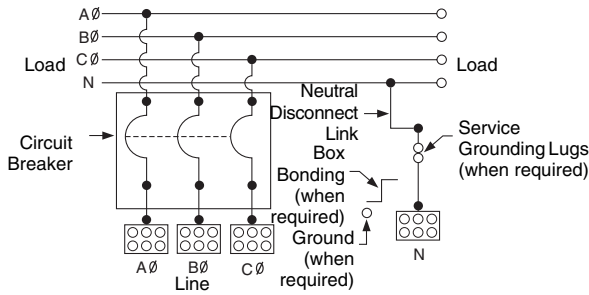 AØ
BØ
CØ
Load
N
Load
Neutral
Disconnect
Link
Box
Bonding
(when
required)
Ground
(when
required)
Service
Grounding Lugs
(when required)
Circuit
Breaker
AØ
BØ
CØ
Line
N